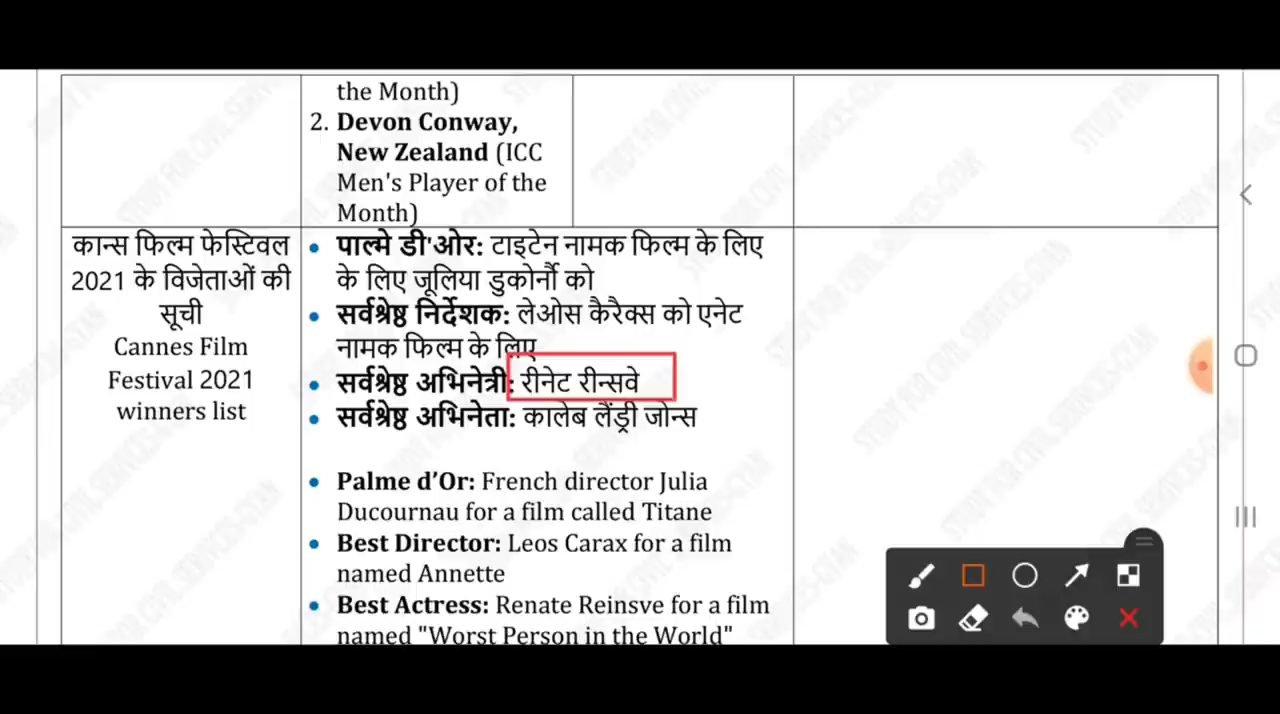 the Month)
2. Devon Conway,
New Zealand (ICC
Men's Player of the
Month)
कान्स फिल्म फेस्टिवल
2021 के विजेताओं की
सूची
Cannes Film
Festival 2021
winners list
• पाल्मे डी'ओर: टाइटेन नामक फिल्म के लिए
के लिए जूलिया डुकोर्नौ को
• सर्वश्रेष्ठ निर्देशक: लेओस कैरैक्स को एनेट
नामक फिल्म के लिए
• सर्वश्रेष्ठ अभिनेत्री: रीनेट रीन्सवे
• सर्वश्रेष्ठ अभिनेता: कालेब लैंड्री जोन्स
• Palme d’Or: French director Julia
Ducournau for a film called Titane
• Best Director: Leos Carax for a film
named Annette
• Best Actress: Renate Reinsve for a film
named "Worst Person in the World"